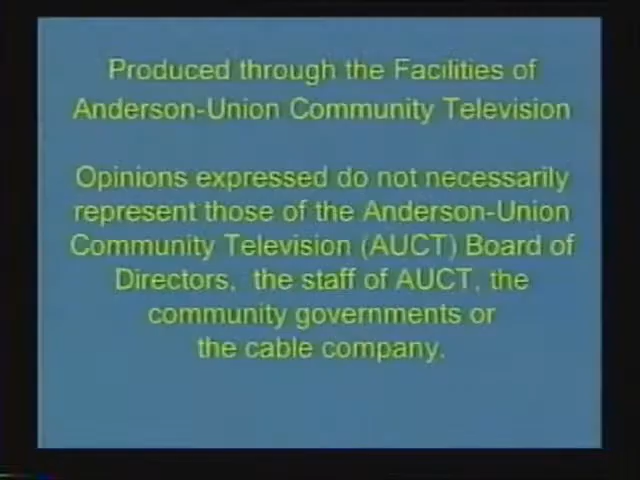 Produced through the Facilities of
Anderson-Union Community Television
Opinions expressed do not necessarily
represent those of the Anderson-Union
Community Television (AUCT) Board of
Directors, the staff of AUCT, the
community governments or
the cable company.